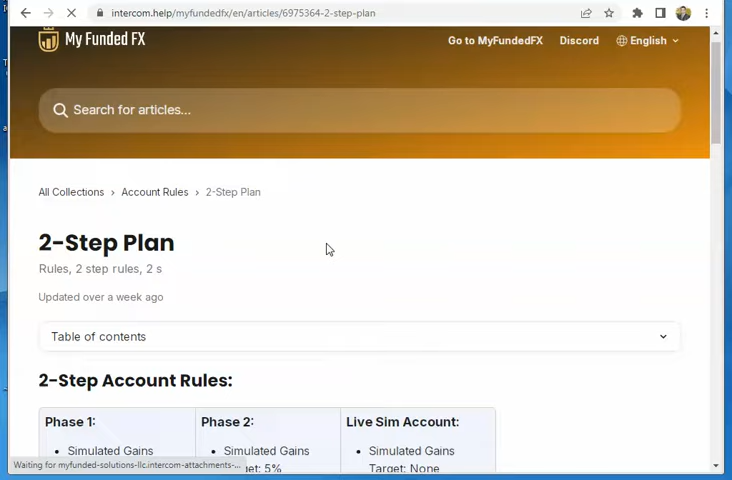 intercom.help/myfundedfx/en/articles/6975364-2-step-plan
My Funded FX
Go to MyFundedFX Discord English
Search for articles...
All Collections > Account Rules > 2-Step Plan
2-Step Plan
Rules, 2 step rules, 2 s
Updated over a week ago
Table of contents
2-Step Account Rules:
Phase 1: Phase 2: Live Sim Account:
• Simulated Gains • Simulated Gains • Simulated Gains
Target: 5% Target: None
Waiting for myfunded-solutions-llc.intercom-attachments-...